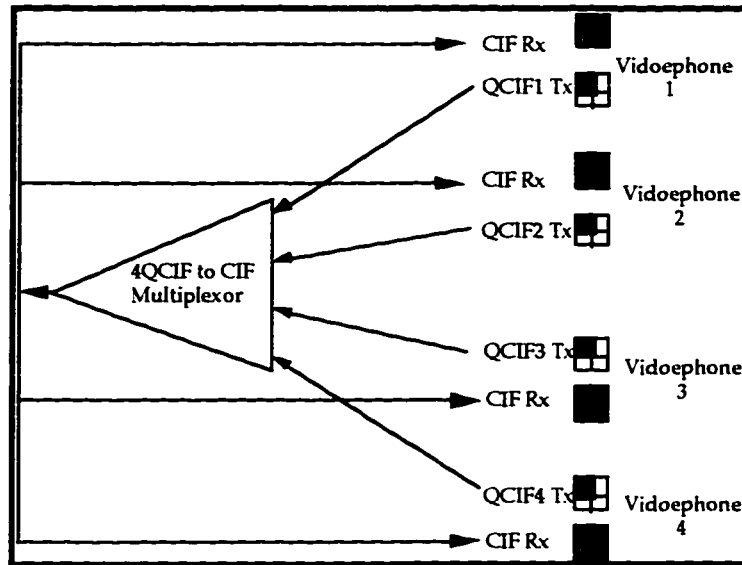 CIF Rx
Vidoephone
1
QCIF1 Tx
CIF Rx
Vidoephone
2
QCIF2 Tx
4QCIF to CIF
Multiplexor
QCIF3 Tx
Vidoephone
3
CIF Rx
QCIF4 Tx
Vidoephone
4
CIF Rx